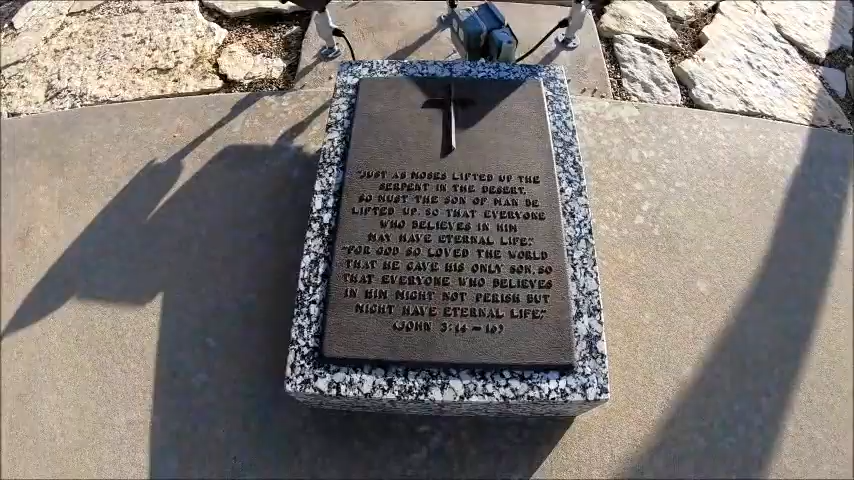 "JUST AS MOSES LIFTED UP THE
SERPENT IN THE DESERT,
SO MUST THE SON OF MAN BE
LIFTED UP, SO THAT EVERYONE
WHO BELIEVES IN HIM
MAY HAVE ETERNAL LIFE."
"FOR GOD SO LOVED THE WORLD
THAT HE GAVE HIS ONLY SON, SO
THAT EVERYONE WHO BELIEVES
IN HIM MIGHT NOT PERISH BUT
MIGHT HAVE ETERNAL LIFE."
(JOHN 3:14-16)